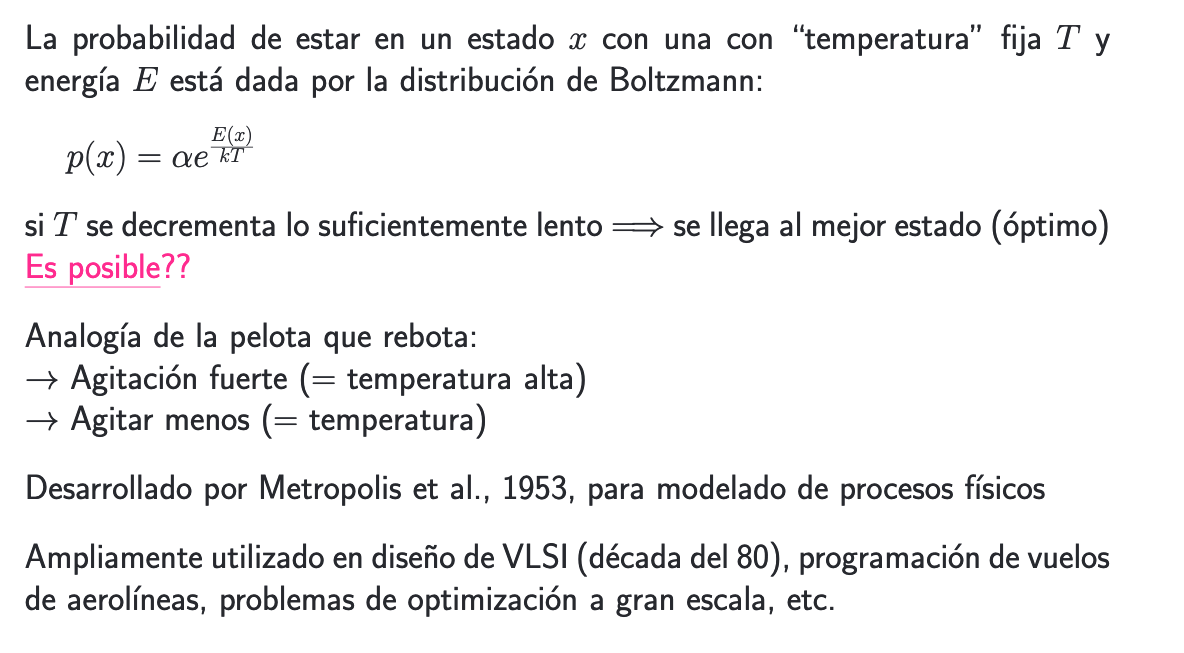 La probabilidad de estar en un estado x con una con “temperatura” fija T y
energía E está dada por la distribución de Boltzmann:
p(x) = αe^{\frac{E(x)}{kT}}
si T se decrementa lo suficientemente lento ⟹ se llega al mejor estado (óptimo)
Es posible??
Analogía de la pelota que rebota:
→ Agitación fuerte (= temperatura alta)
→ Agitar menos (= temperatura)
Desarrollado por Metropolis et al., 1953, para modelado de procesos físicos
Ampliamente utilizado en diseño de VLSI (década del 80), programación de vuelos
de aerolíneas, problemas de optimización a gran escala, etc.